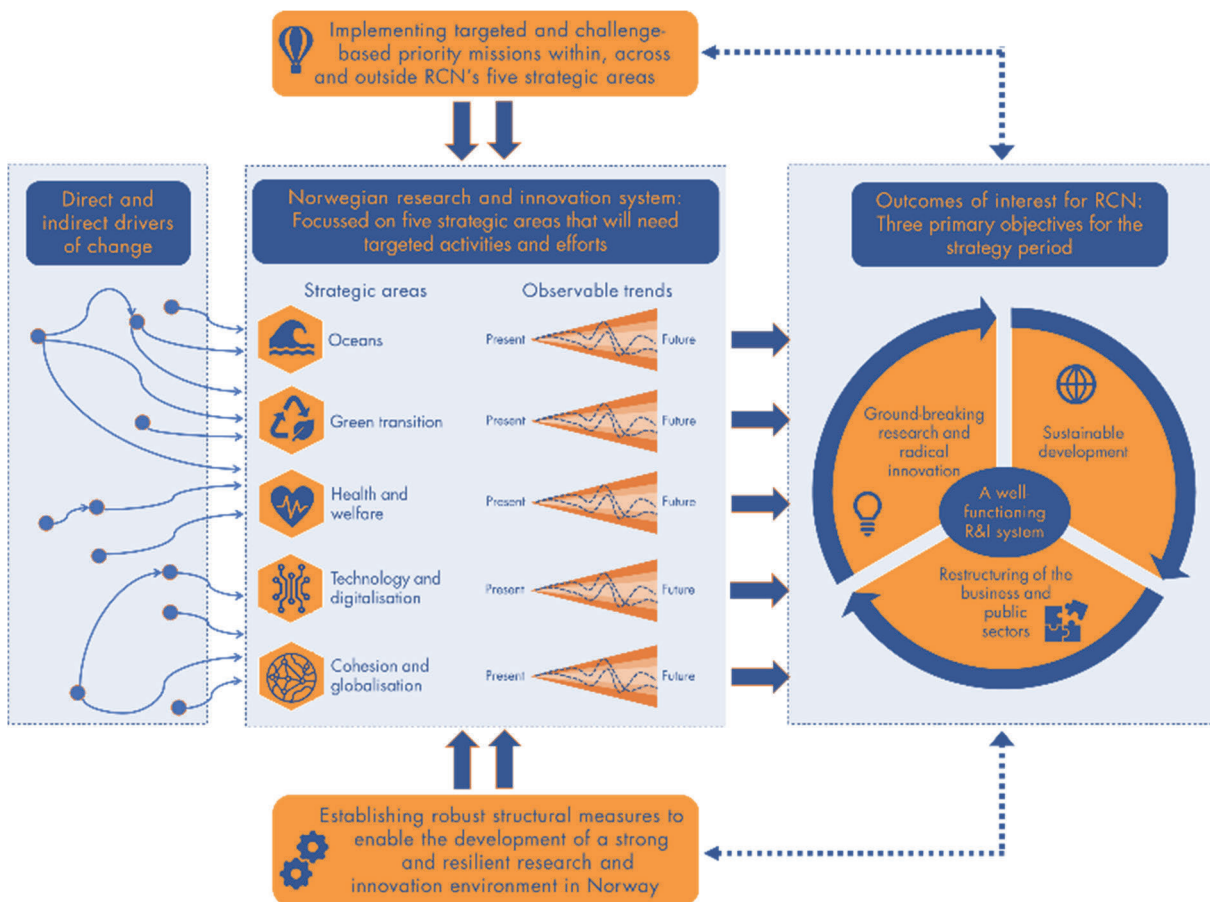 Implementing targeted and challenge-
based priority missions within, across
and outside RCN's five strategic areas
Direct and
indirect drivers
of change
Norwegian research and innovation system:
Focussed on five strategic areas that will need
targeted activities and efforts
Strategic areas
Observable trends
Oceans
Present
Future
Green transition
Present
Future
Health and
welfare
Present
Future
Technology and
digitalisation
Present
Future
Cohesion and
globalisation
Present
Future
Outcomes of interest for RCN:
Three primary objectives for the
strategy period
Ground-breaking
research and
radical
innovation
Sustainable
development
A well-
functioning
R&I system
Restructuring of the
business and
public
sectors
Establishing robust structural measures to
enable the development of a strong
and resilient research and
innovation environment in Norway